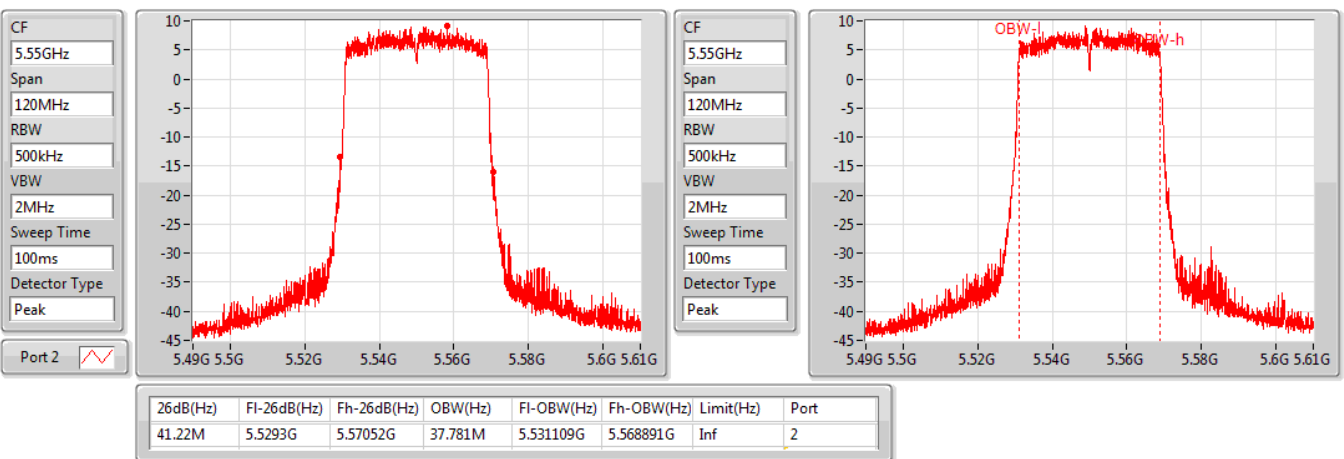 CF
5.55GHz
Span
120MHz
RBW
500kHz
VBW
2MHz
Sweep Time
100ms
Detector Type
Peak
Port 2
10
5
0
-5
-10
-15
-20
-25
-30
-35
-40
-45
5.49G 5.5G 5.52G 5.54G 5.56G 5.58G 5.6G 5.61G
CF
5.55GHz
Span
120MHz
RBW
500kHz
VBW
2MHz
Sweep Time
100ms
Detector Type
Peak
10
5
0
-5
-10
-15
-20
-25
-30
-35
-40
-45
OBW-l
OBW-h
5.49G 5.5G 5.52G 5.54G 5.56G 5.58G 5.6G 5.61G
26dB(Hz) Fl-26dB(Hz) Fh-26dB(Hz) OBW(Hz) Fl-OBW(Hz) Fh-OBW(Hz) Limit(Hz) Port
41.22M 5.5293G 5.57052G 37.781M 5.531109G 5.568891G Inf 2